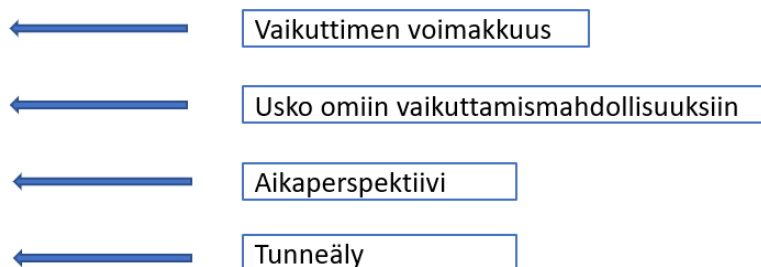 Vaikuttimen voimakkuus
Usko omiin vaikuttamismahdollisuuksiin
Aikaperspektiivi
Tunneäly